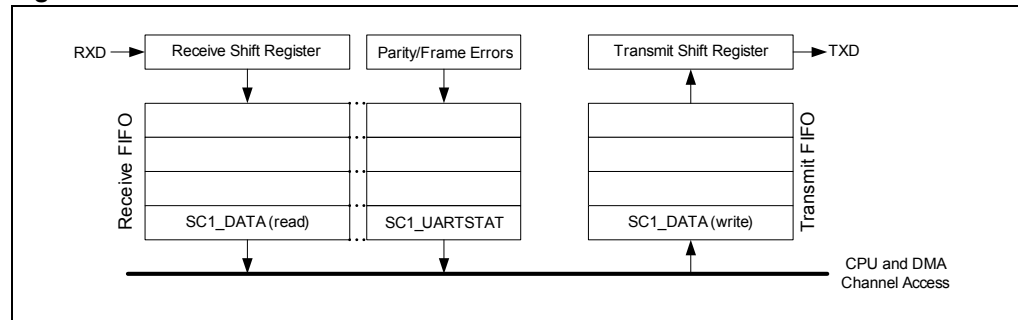 RXD
Receive Shift Register
Parity/Frame Errors
Transmit Shift Register
TXD
Receive FIFO
Transmit FIFO
SC1_DATA (read)
SC1_UARTSTAT
SC1_DATA (write)
CPU and DMA
Channel Access